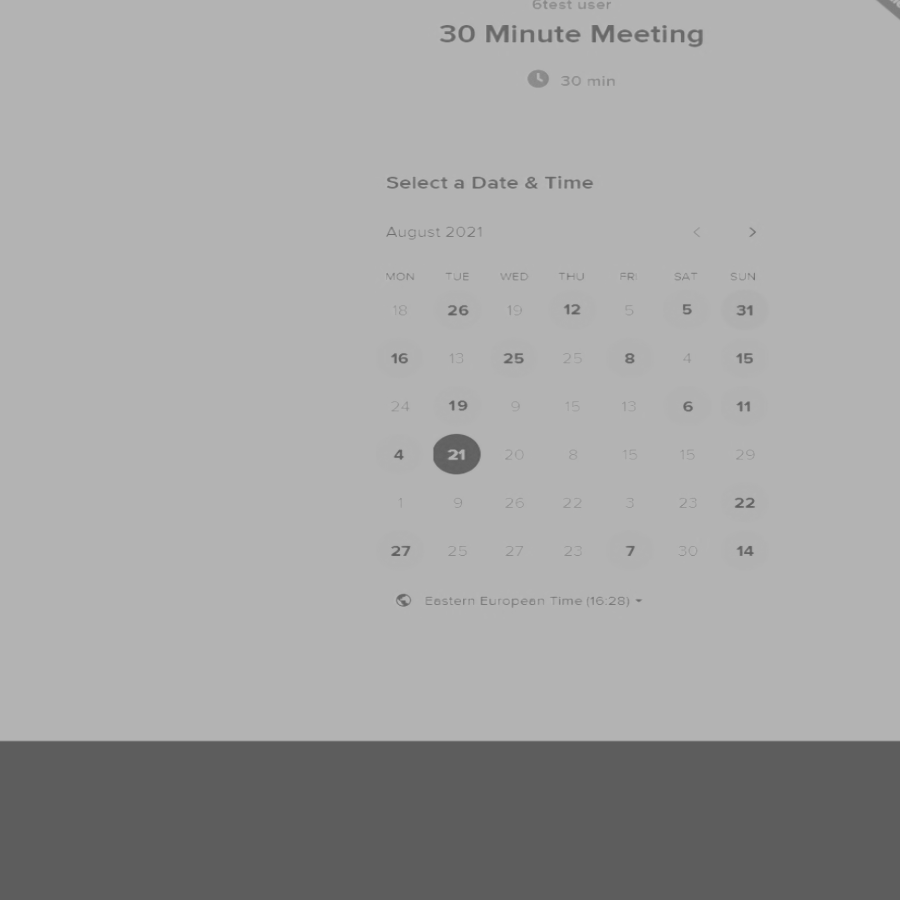 6test user
30 Minute Meeting
30 min
Select a Date & Time
August 2021
MON TUE WED THU FRI SAT SUN
18 26 19 12 5 5 31
16 13 25 25 8 4 15
24 19 9 15 13 6 11
4 21 20 8 15 15 29
1 9 26 22 3 23 22
27 25 27 23 7 30 14
Eastern European Time (16:28)